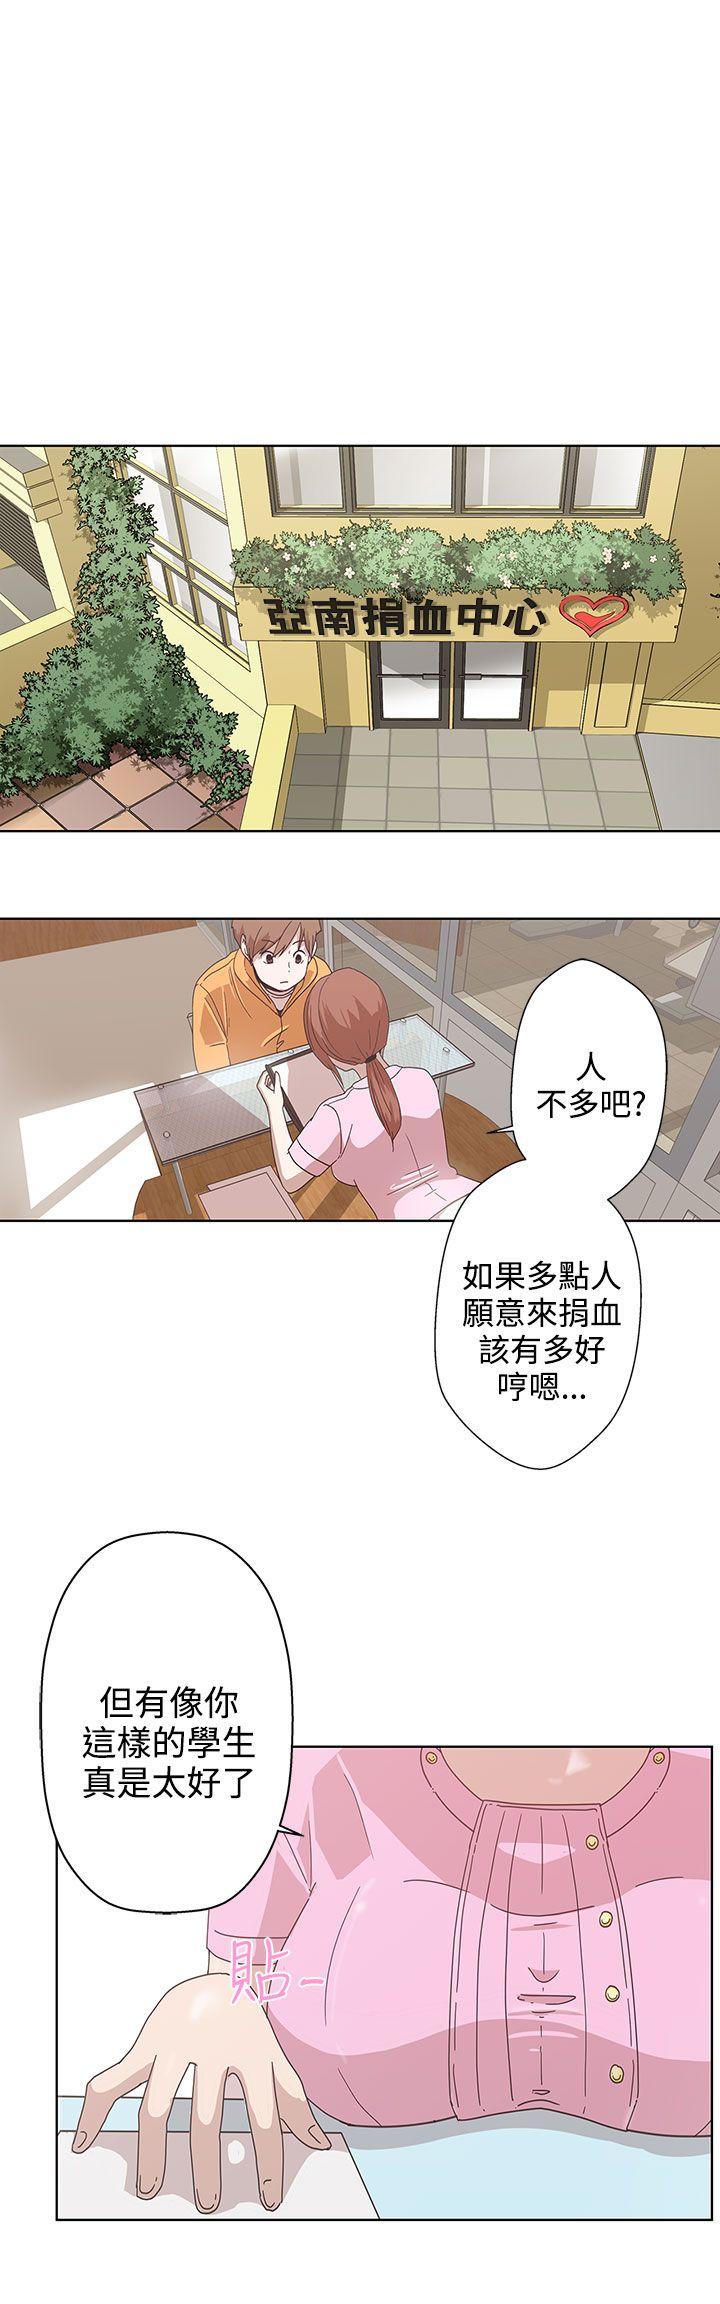 亞南捐血中心
人
不多吧?
如果多點人
願意來捐血
該有多好
哼嗯...
但有像你
這樣的學生
真是太好了
貼-